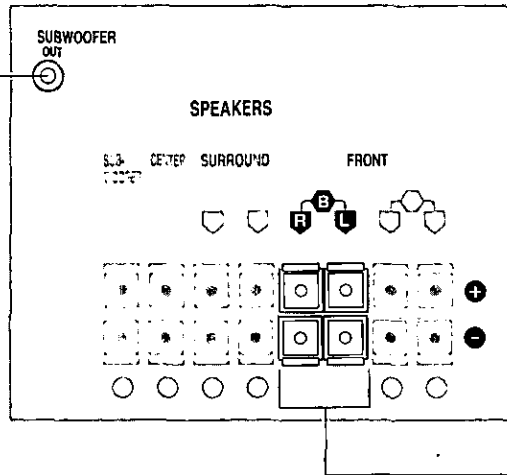 SUBWOOFER
OUT
SPEAKERS
CENTER SURROUND FRONT
R B L
+
-